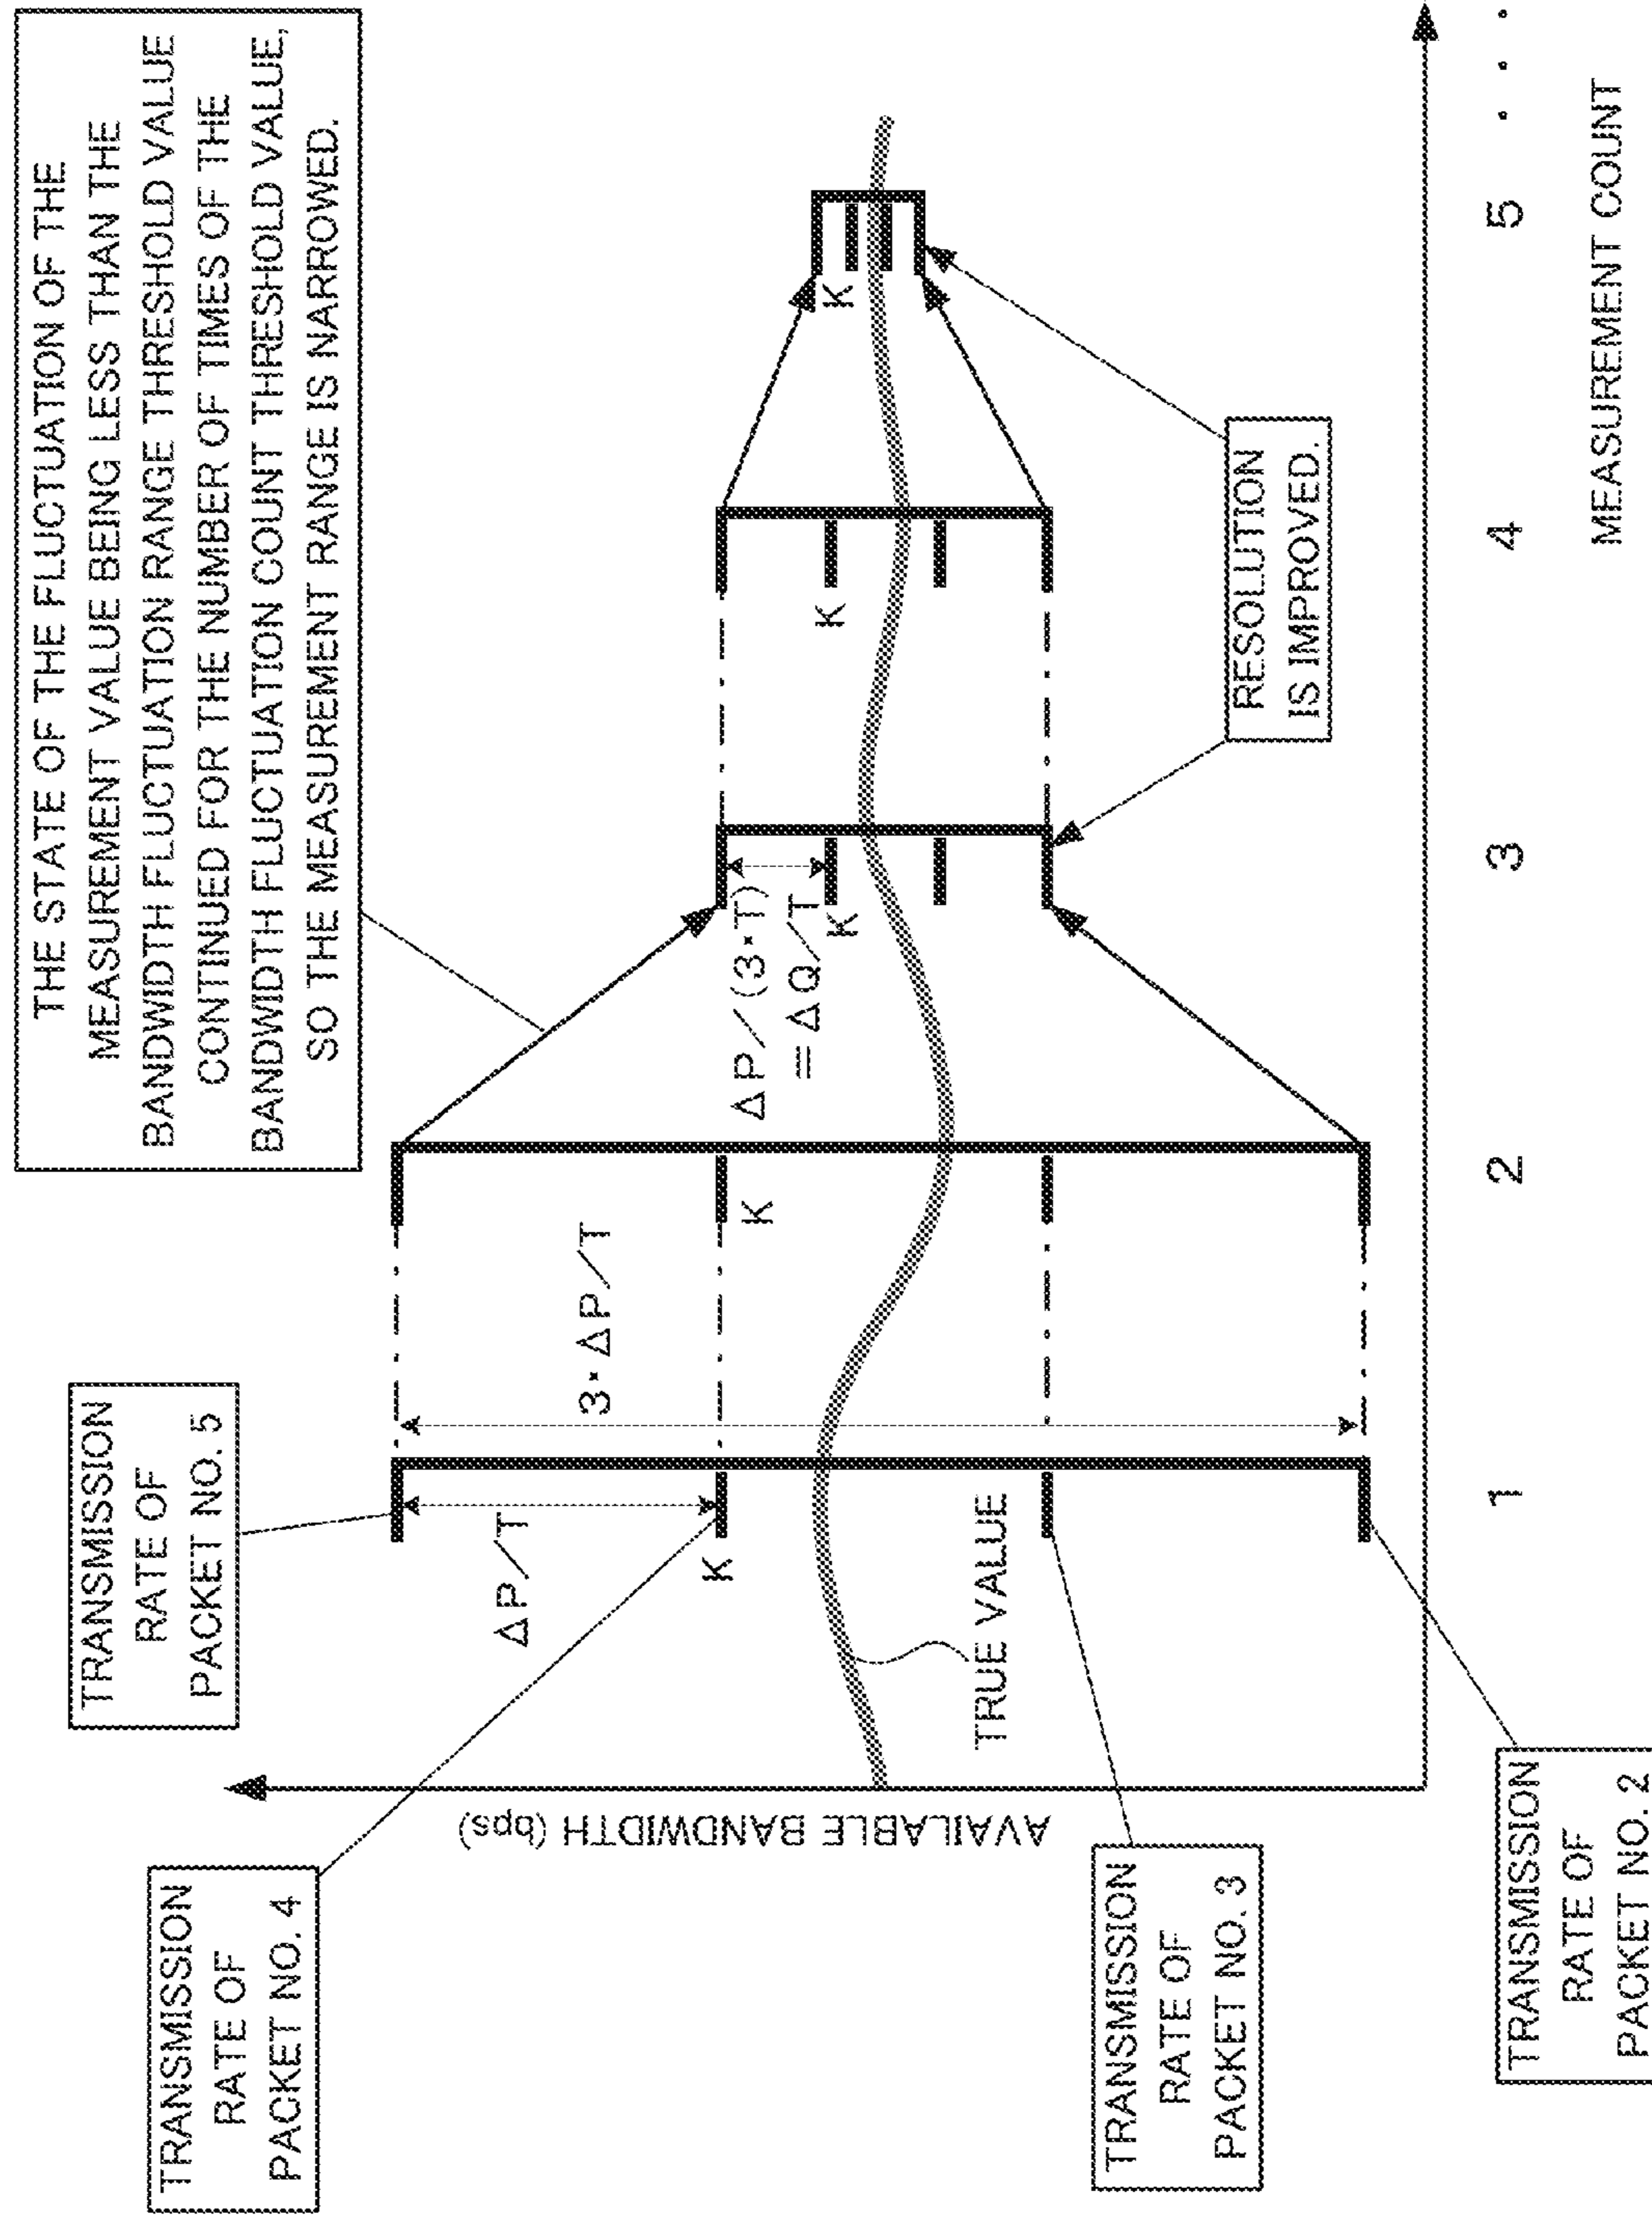 THE STATE OF THE FLUCTUATION OF THE
MEASUREMENT VALUE BEING LESS THAN THE
BANDWIDTH FLUCTUATION RANGE THRESHOLD VALUE
CONTINUED FOR THE NUMBER OF TIMES OF THE
BANDWIDTH FLUCTUATION COUNT THRESHOLD VALUE,
SO THE MEASUREMENT RANGE IS NARROWED.
TRANSMISSION
RATE OF
PACKET NO. 5
TRANSMISSION
RATE OF
PACKET NO. 4
AVAILABLE BANDWIDTH (bps)
ΔP/T
K
3・ΔP/T
K
ΔP/(3・T)
=ΔQ/T
K
K
K
TRUE VALUE
TRANSMISSION
RATE OF
PACKET NO. 3
RESOLUTION
IS IMPROVED.
TRANSMISSION
RATE OF
PACKET NO. 2
1 2 3 4 5 . . .
MEASUREMENT COUNT